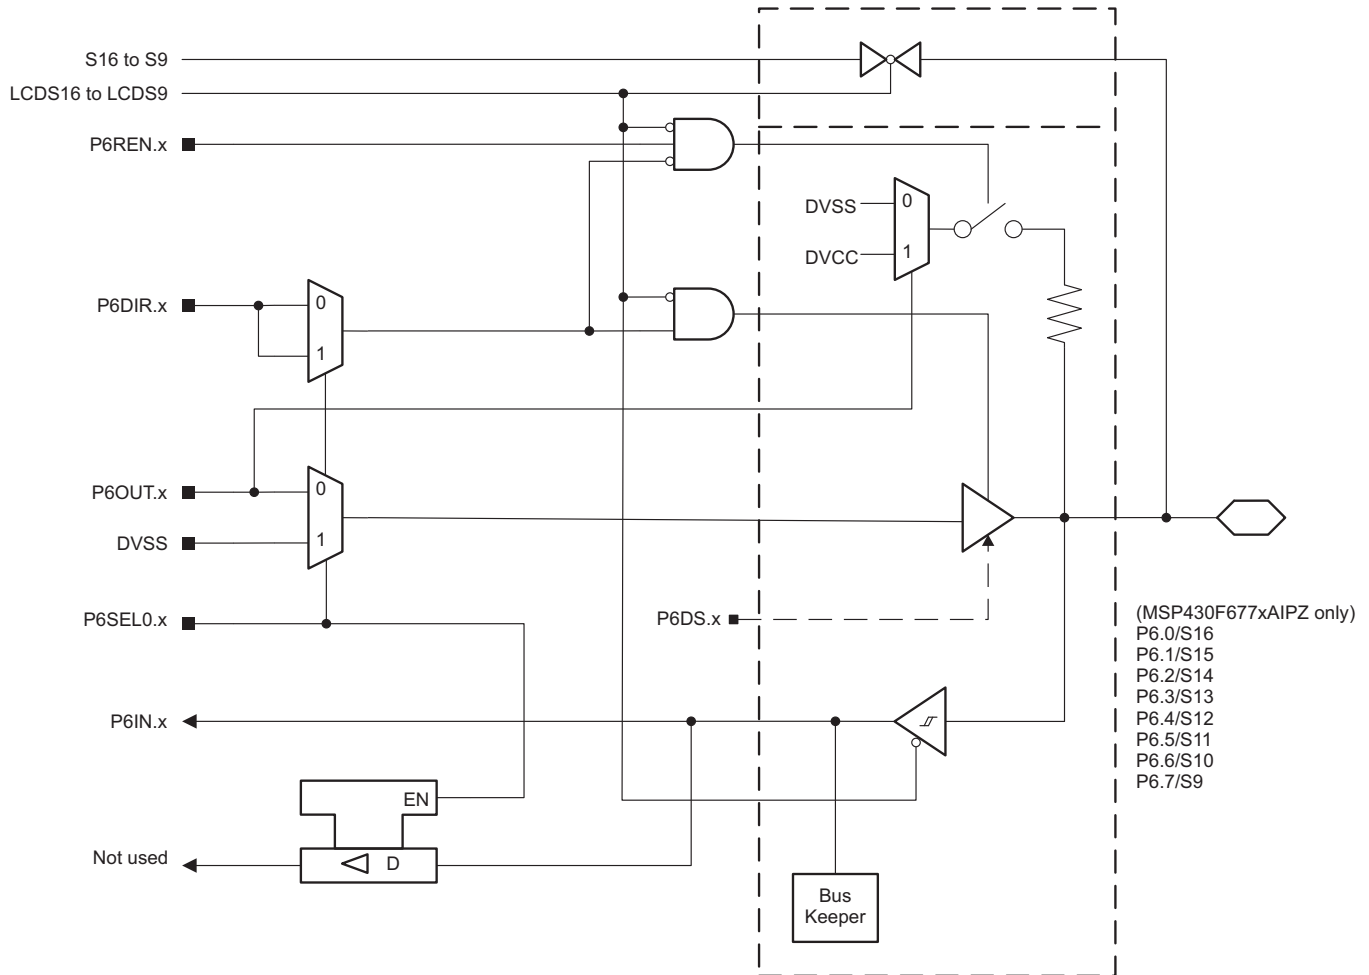 S16 to S9
LCDS16 to LCDS9
P6REN.x
DVSS
0
DVCC
1
P6DIR.x
0
1
P6OUT.x
0
DVSS
1
P6SEL0.x
P6DS.x
(MSP430F677xAIPZ only)
P6.0/S16
P6.1/S15
P6.2/S14
P6.3/S13
P6.4/S12
P6.5/S11
P6.6/S10
P6.7/S9
P6IN.x
EN
Not used
D
Bus
Keeper